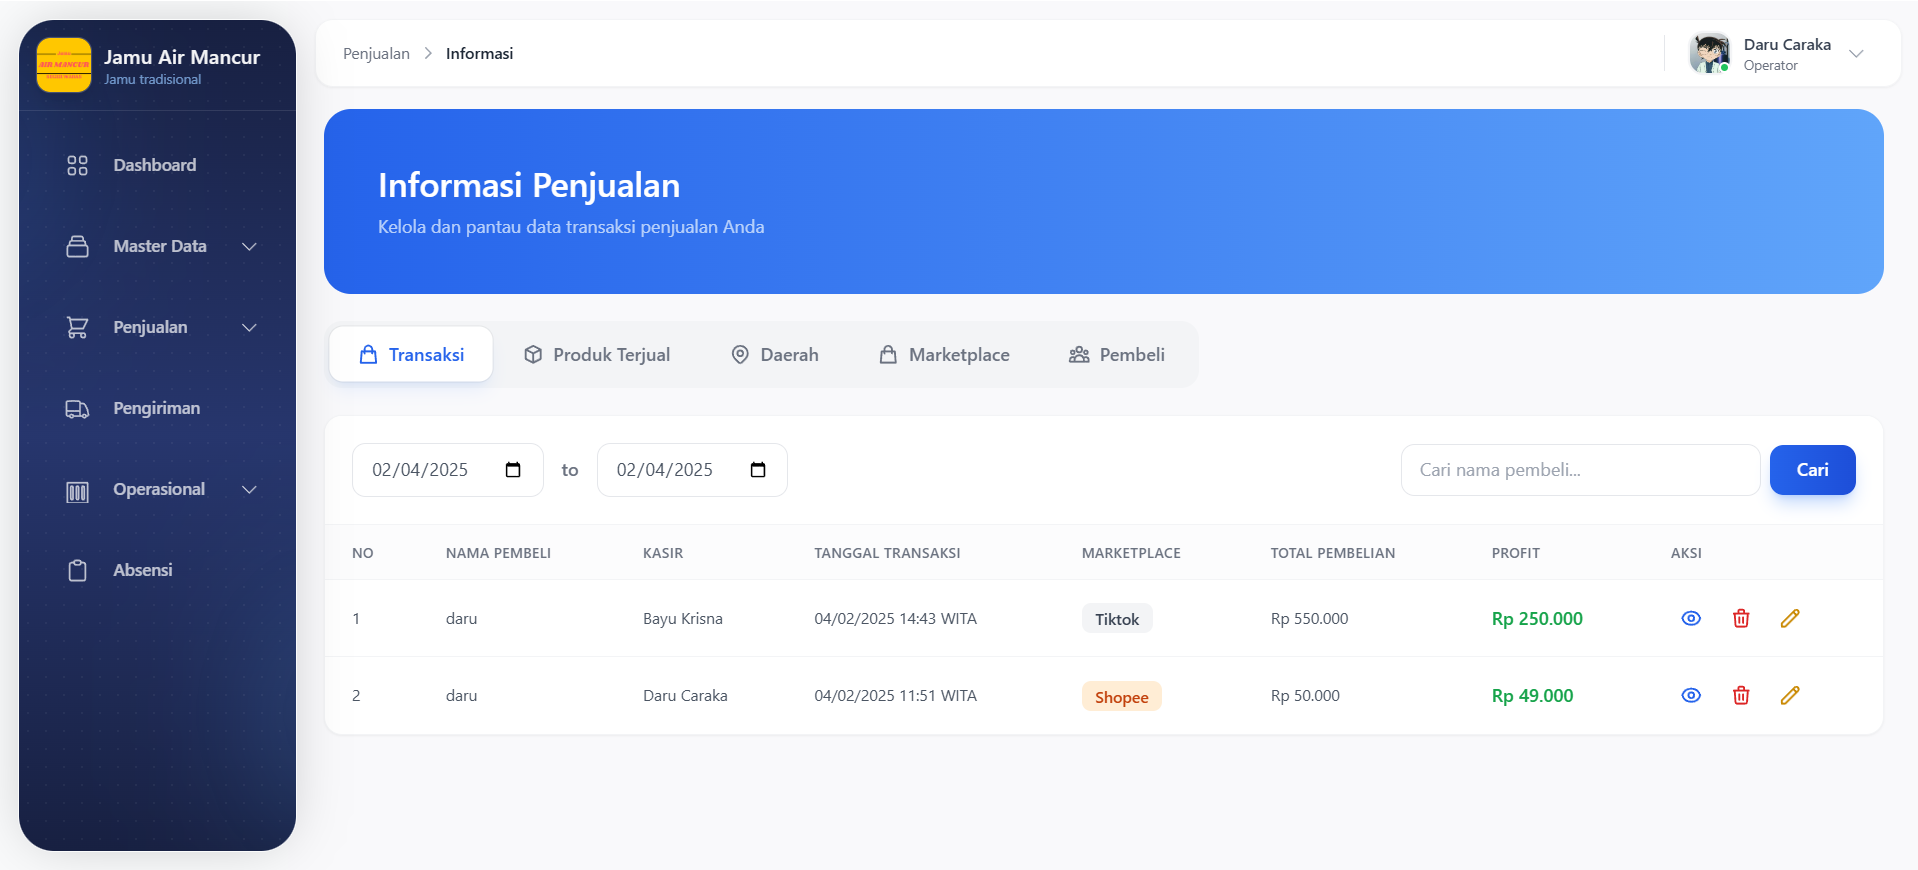 AIR MANCUR
Jamu Air Mancur
Jamu tradisional
Dashboard
Master Data
Penjualan
Pengiriman
Operasional
Absensi
Penjualan > Informasi
Daru Caraka
Operator
Informasi Penjualan
Kelola dan pantau data transaksi penjualan Anda
Transaksi Produk Terjual Daerah Marketplace Pembeli
02/04/2025 to 02/04/2025 Cari nama pembeli... Cari
NO NAMA PEMBELI KASIR TANGGAL TRANSAKSI MARKETPLACE TOTAL PEMBELIAN PROFIT AKSI
1 daru Bayu Krisna 04/02/2025 14:43 WITA Tiktok Rp 550.000 Rp 250.000
2 daru Daru Caraka 04/02/2025 11:51 WITA Shopee Rp 50.000 Rp 49.000